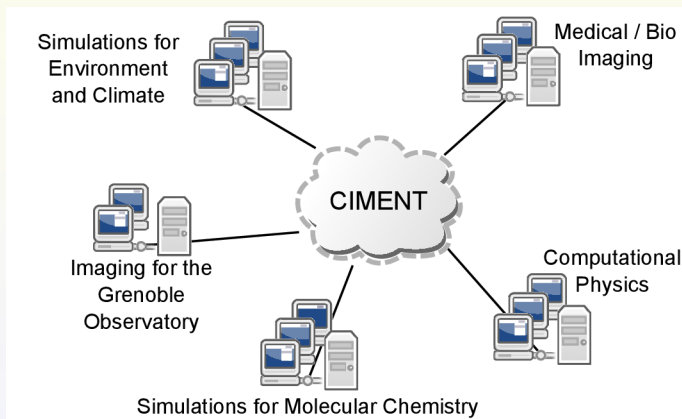 Simulations for
Environment
and Climate
Medical / Bio
Imaging
CIMENT
Imaging for the
Grenoble
Observatory
Computational
Physics
Simulations for Molecular Chemistry